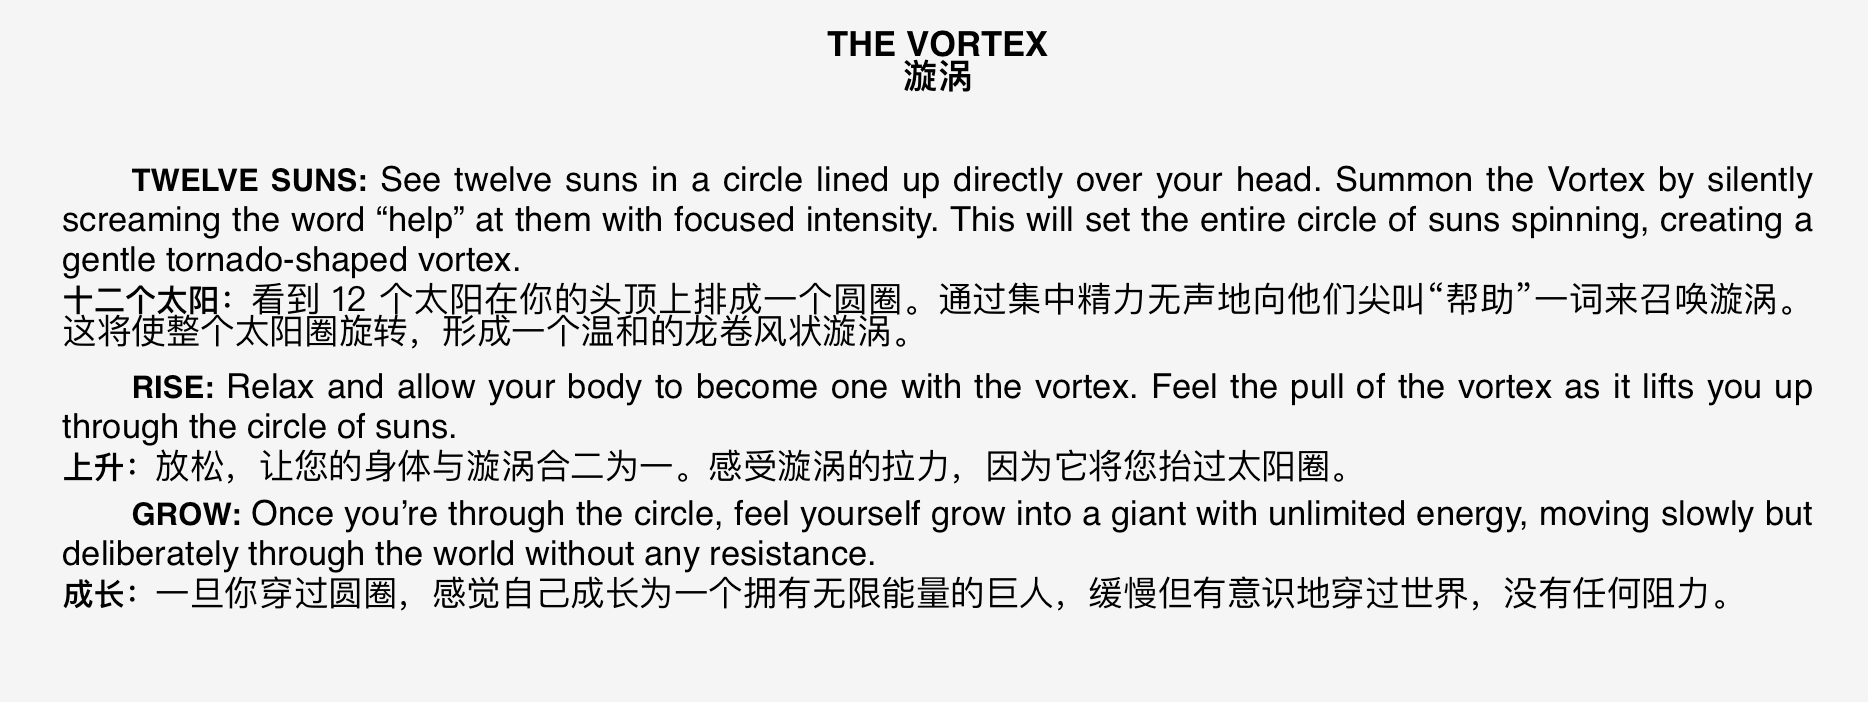 THE VORTEX
漩涡
TWELVE SUNS: See twelve suns in a circle lined up directly over your head. Summon the Vortex by silently
screaming the word “help” at them with focused intensity. This will set the entire circle of suns spinning, creating a
gentle tornado-shaped vortex.
十二个太阳：看到 12 个太阳在你的头顶上排成一个圆圈。通过集中精力无声地向他们尖叫“帮助”一词来召唤漩涡。
这将使整个太阳圈旋转，形成一个温和的龙卷风状漩涡。
RISE: Relax and allow your body to become one with the vortex. Feel the pull of the vortex as it lifts you up
through the circle of suns.
上升：放松，让您的身体与漩涡合二为一。感受漩涡的拉力，因为它将您抬过太阳圈。
GROW: Once you’re through the circle, feel yourself grow into a giant with unlimited energy, moving slowly but
deliberately through the world without any resistance.
成长：一旦你穿过圆圈，感觉自己成长为一个拥有无限能量的巨人，缓慢但有意识地穿过世界，没有任何阻力。